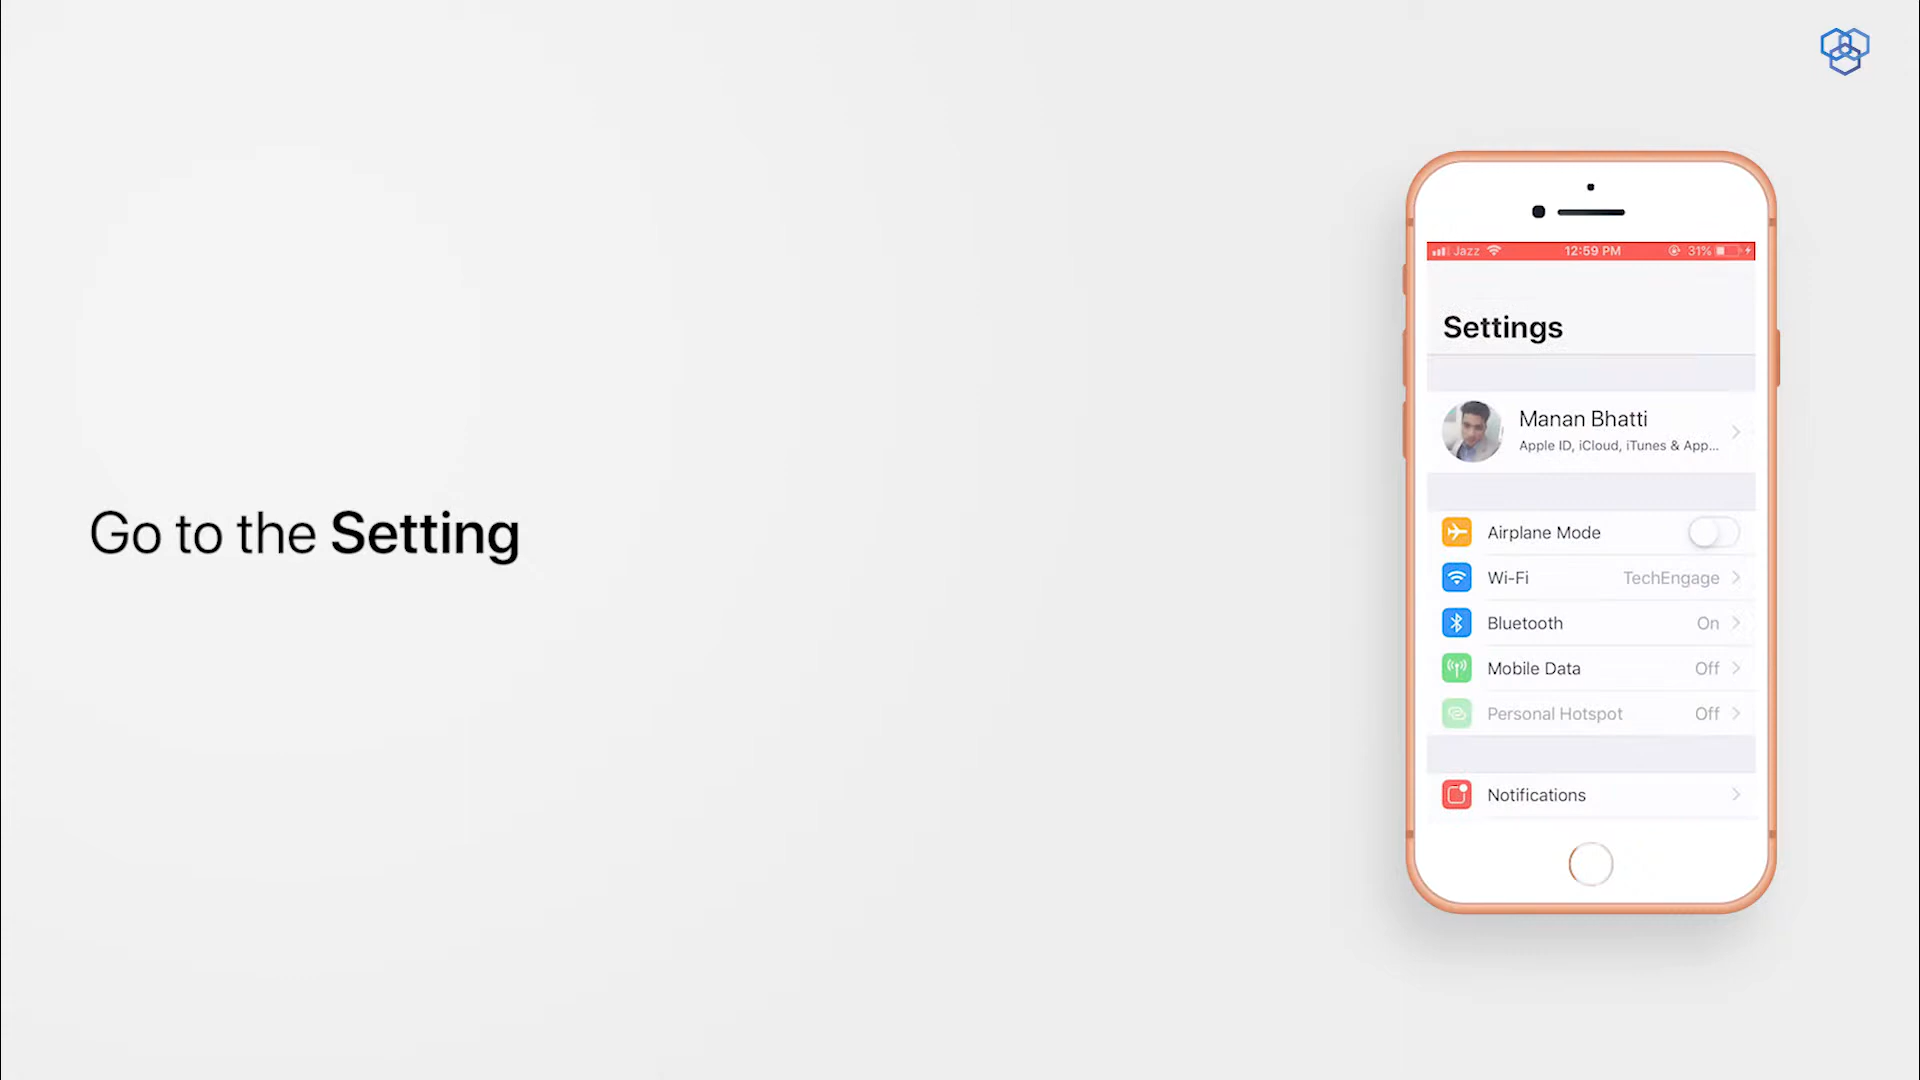 Go to the Setting
Jazz 12:59 PM 31%
Settings
Manan Bhatti
Apple ID, iCloud, iTunes & App...
Airplane Mode
Wi-Fi TechEngage
Bluetooth On
Mobile Data Off
Personal Hotspot Off
Notifications